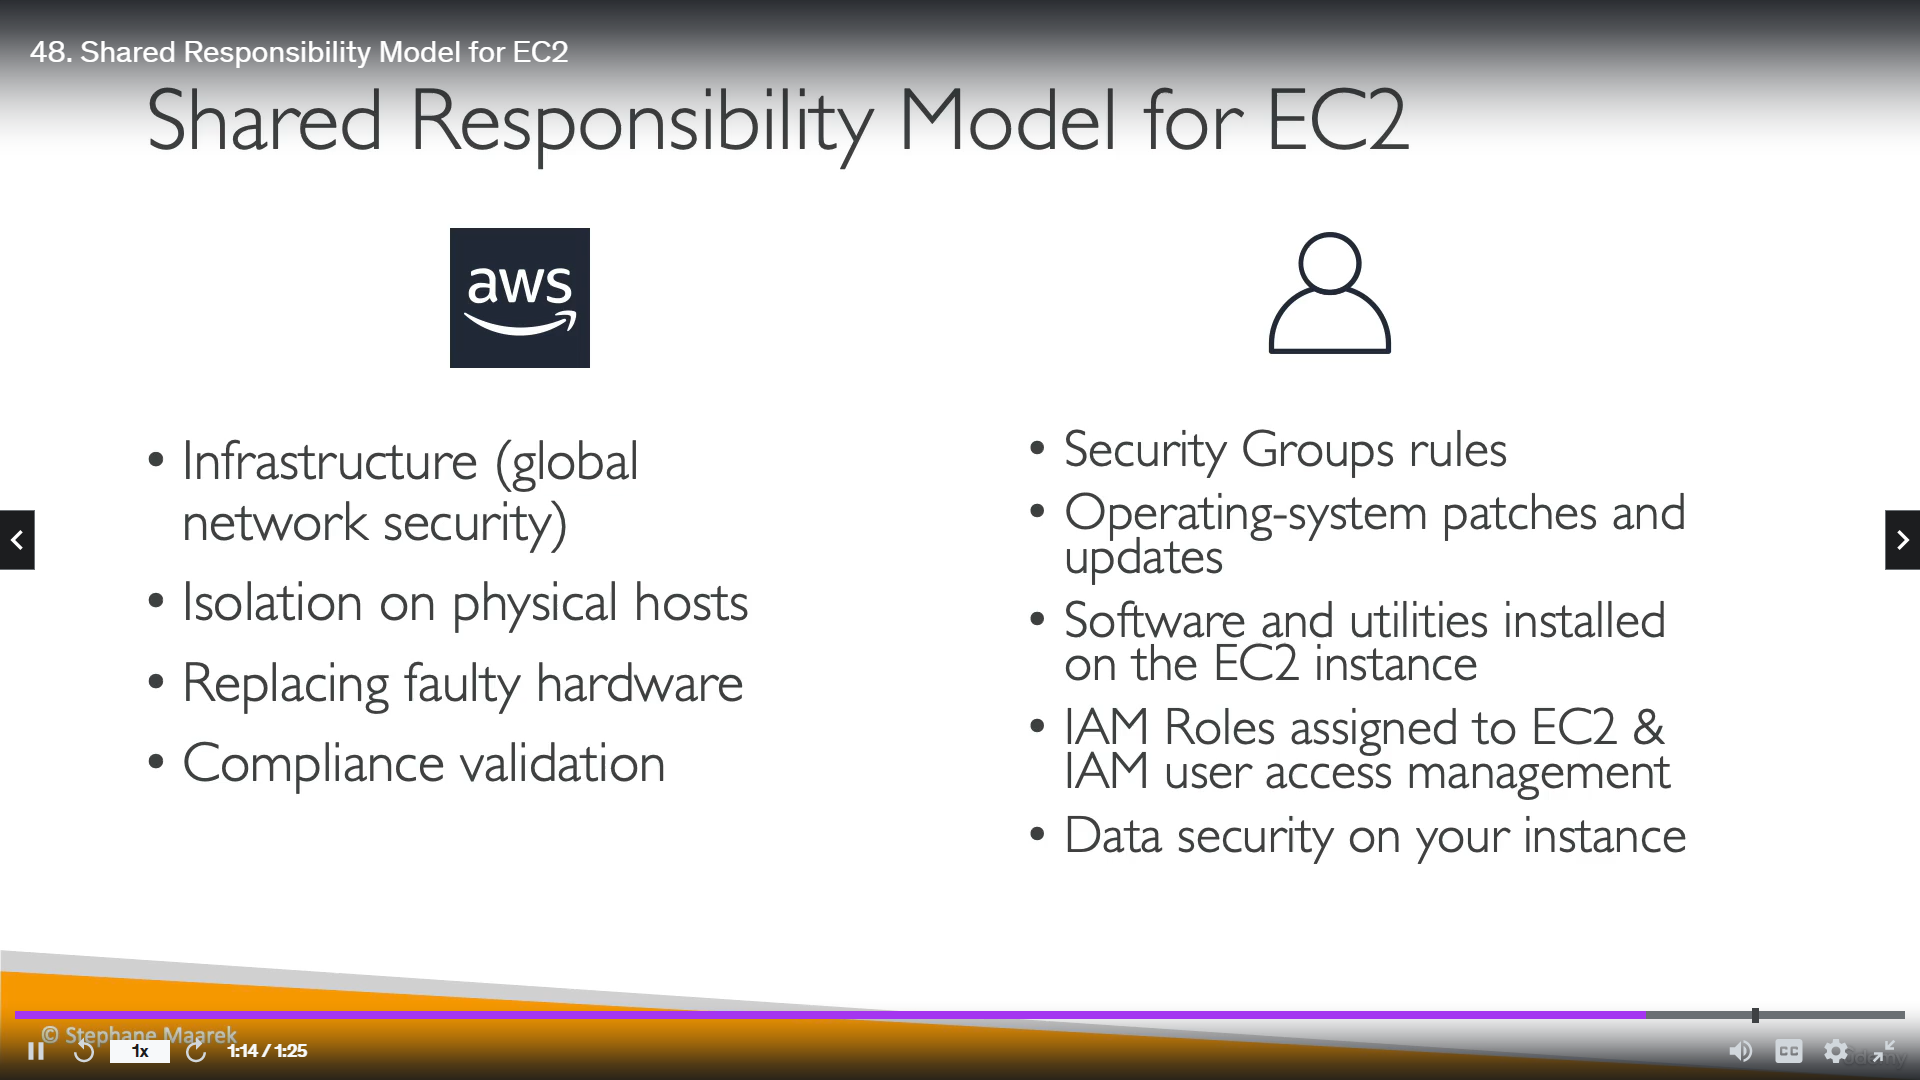 48. Shared Responsibility Model for EC2
Shared Responsibility Model for EC2
aws
• Infrastructure (global
network security)
• Isolation on physical hosts
• Replacing faulty hardware
• Compliance validation
• Security Groups rules
• Operating-system patches and
updates
• Software and utilities installed
on the EC2 instance
• IAM Roles assigned to EC2 &
IAM user access management
• Data security on your instance
© Stephane Maarek
1x
1:14 / 1:25
CC